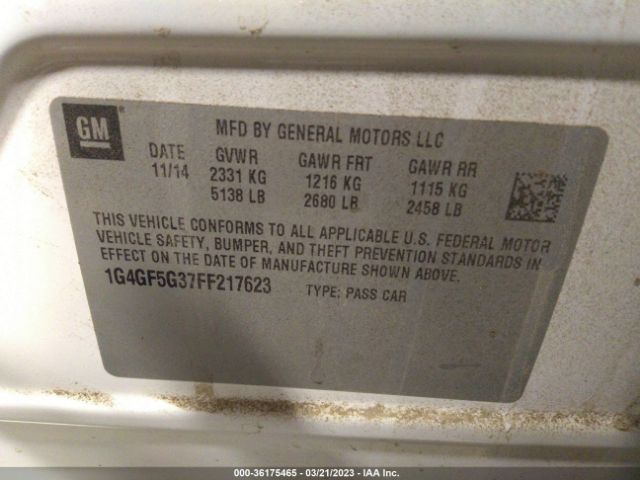 GM
MFD BY GENERAL MOTORS LLC
DATE GVWR GAWR FRT GAWR RR
11/14 2331 KG 1216 KG 1115 KG
5138 LB 2680 LB 2458 LB
THIS VEHICLE CONFORMS TO ALL APPLICABLE U.S. FEDERAL MOTOR
VEHICLE SAFETY, BUMPER, AND THEFT PREVENTION STANDARDS IN
EFFECT ON THE DATE OF MANUFACTURE SHOWN ABOVE.
1G4GF5G37FF217623 TYPE: PASS CAR
000-36175465 - 03/21/2023 - IAA Inc.